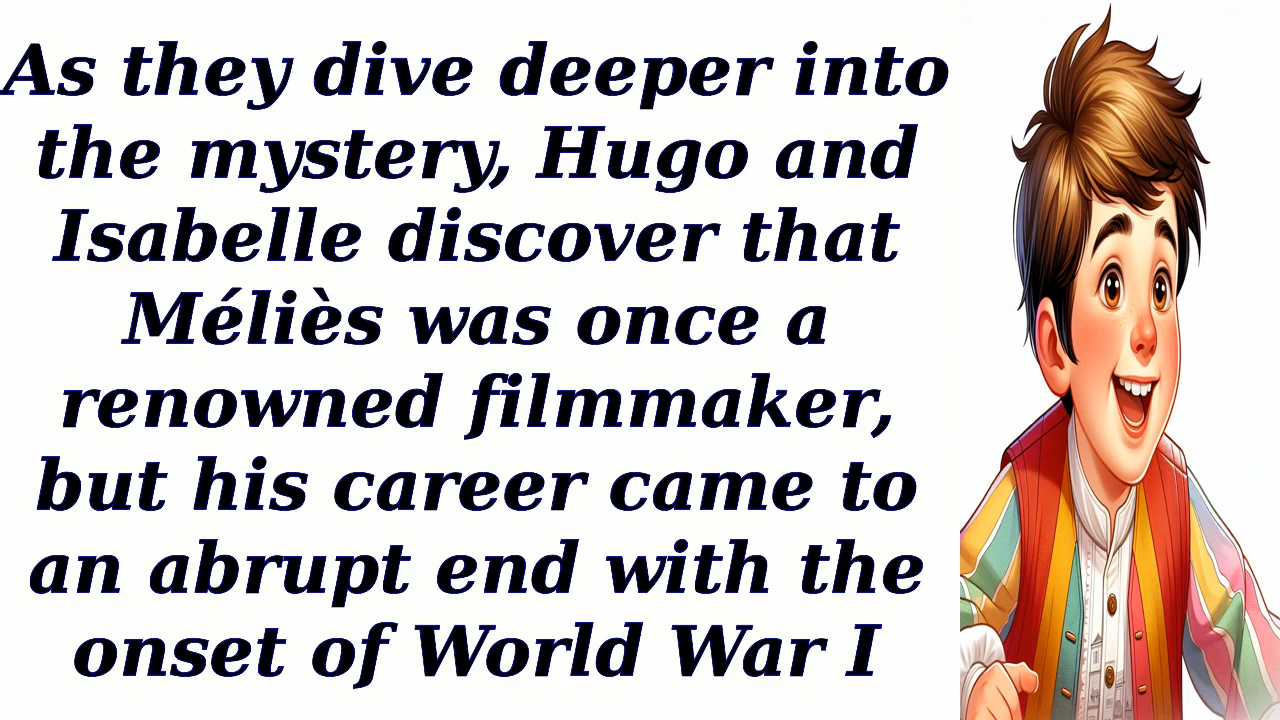 As they dive deeper into
the mystery, Hugo and
Isabelle discover that
Méliès was once a
renowned filmmaker,
but his career came to
an abrupt end with the
onset of World War I